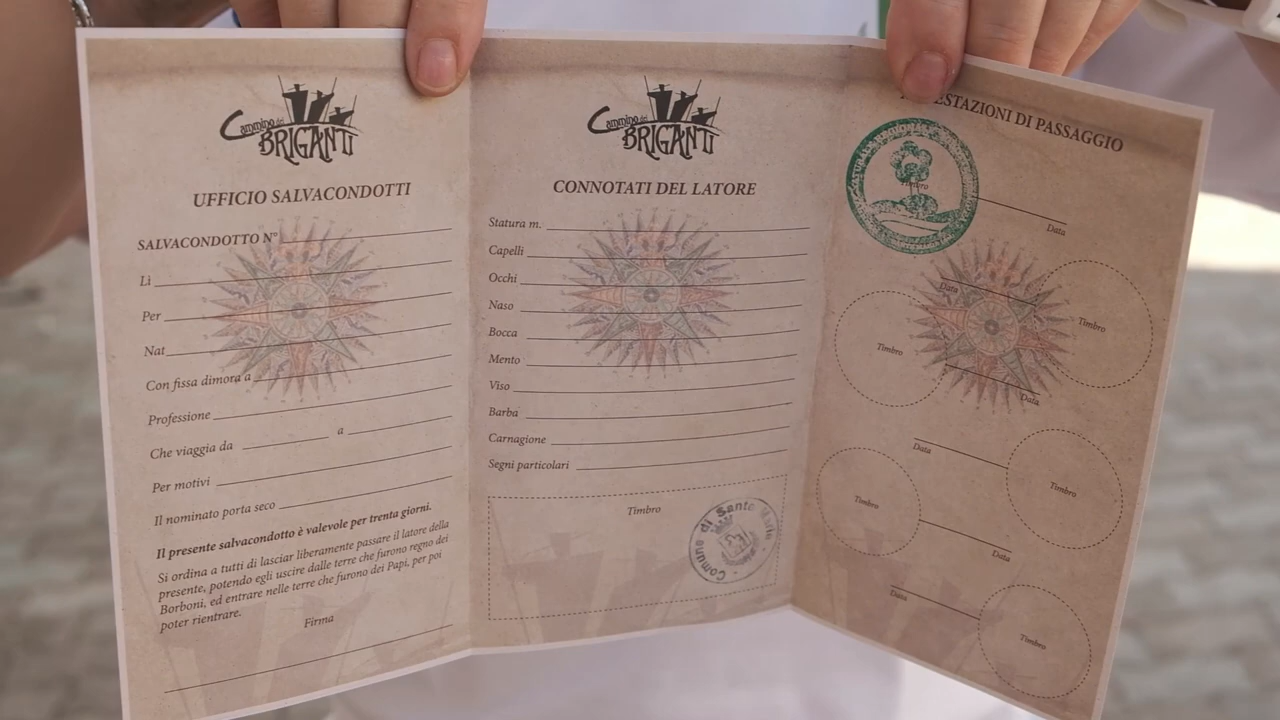 Cammino dei
BRIGANTI
UFFICIO SALVACONDOTTI
SALVACONDOTTO N°
Lì
Per
Nat
Con fissa dimora a
Professione
Che viaggia da a
Per motivi
Il nominato porta seco
Il presente salvacondotto è valevole per trenta giorni.
Si ordina a tutti di lasciar liberamente passare il latore della
presente, potendo egli uscire dalle terre che furono regno dei
Borboni, ed entrare nelle terre che furono dei Papi, per poi
poter rientrare.
Firma
Cammino dei
BRIGANTI
CONNOTATI DEL LATORE
Statura m.
Capelli
Occhi
Naso
Bocca
Mento
Viso
Barba
Carnagione
Segni particolari
Timbro
Comune di Sante Marie
ESTAZIONI DI PASSAGGIO
Timbro
Data
Data
Timbro
Timbro
Data
Data
Timbro
Timbro
Data
Data
Timbro